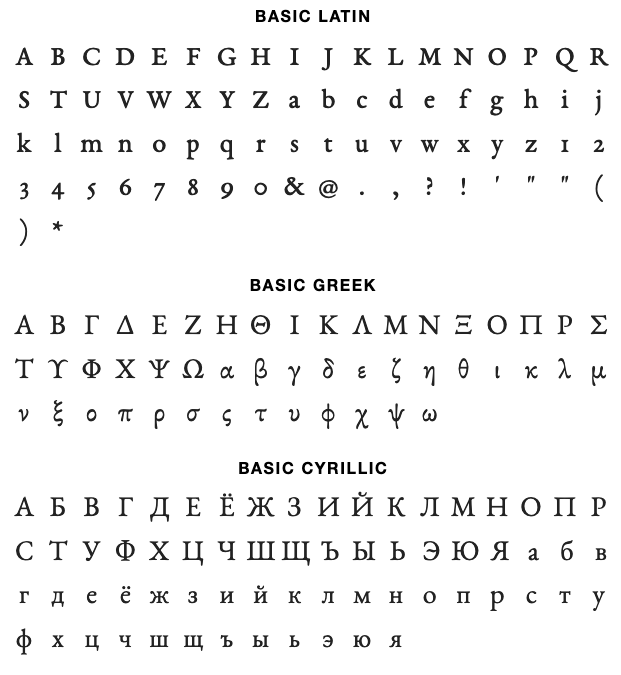 BASIC LATIN
A B C D E F G H I J K L M N O P Q R
S T U V W X Y Z a b c d e f g h i j
k l m n o p q r s t u v w x y z 1 2
3 4 5 6 7 8 9 0 & @ . , ? ! ' " " (
) *
BASIC GREEK
Α Β Γ Δ Ε Ζ Η Θ Ι Κ Λ Μ Ν Ξ Ο Π Ρ Σ
Τ Υ Φ Χ Ψ Ω α β γ δ ε ζ η θ ι κ λ μ
ν ξ ο π ρ σ ς τ υ φ χ ψ ω
BASIC CYRILLIC
А Б В Г Д Е Ё Ж З И Й К Л М Н О П Р
С Т У Ф Х Ц Ч Ш Щ Ъ Ы Ь Э Ю Я а б в
г д е ё ж з и й к л м н о п р с т у
ф х ц ч ш щ ъ ы ь э ю я